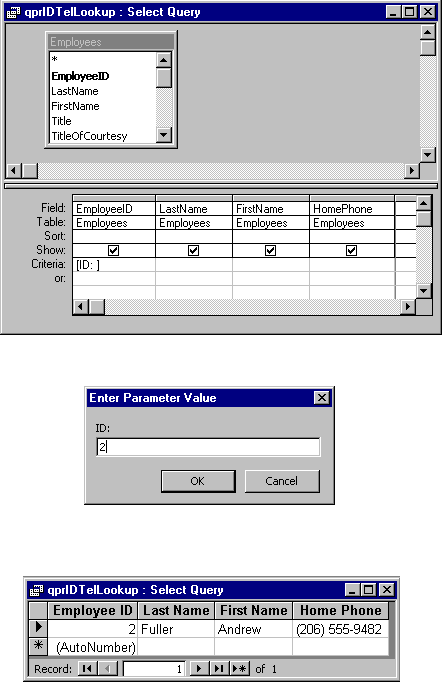 qprIDTelLookup : Select Query
Employees
*
EmployeeID
LastName
FirstName
Title
TitleOfCourtesy
Field: EmployeeID LastName FirstName HomePhone
Table: Employees Employees Employees Employees
Sort:
Show:
Criteria: [ID: ]
or:
Enter Parameter Value
ID:
2
OK Cancel
qprIDTelLookup : Select Query
Employee ID Last Name First Name Home Phone
2 Fuller Andrew (206) 555-9482
* (AutoNumber)
Record: 1 of 1